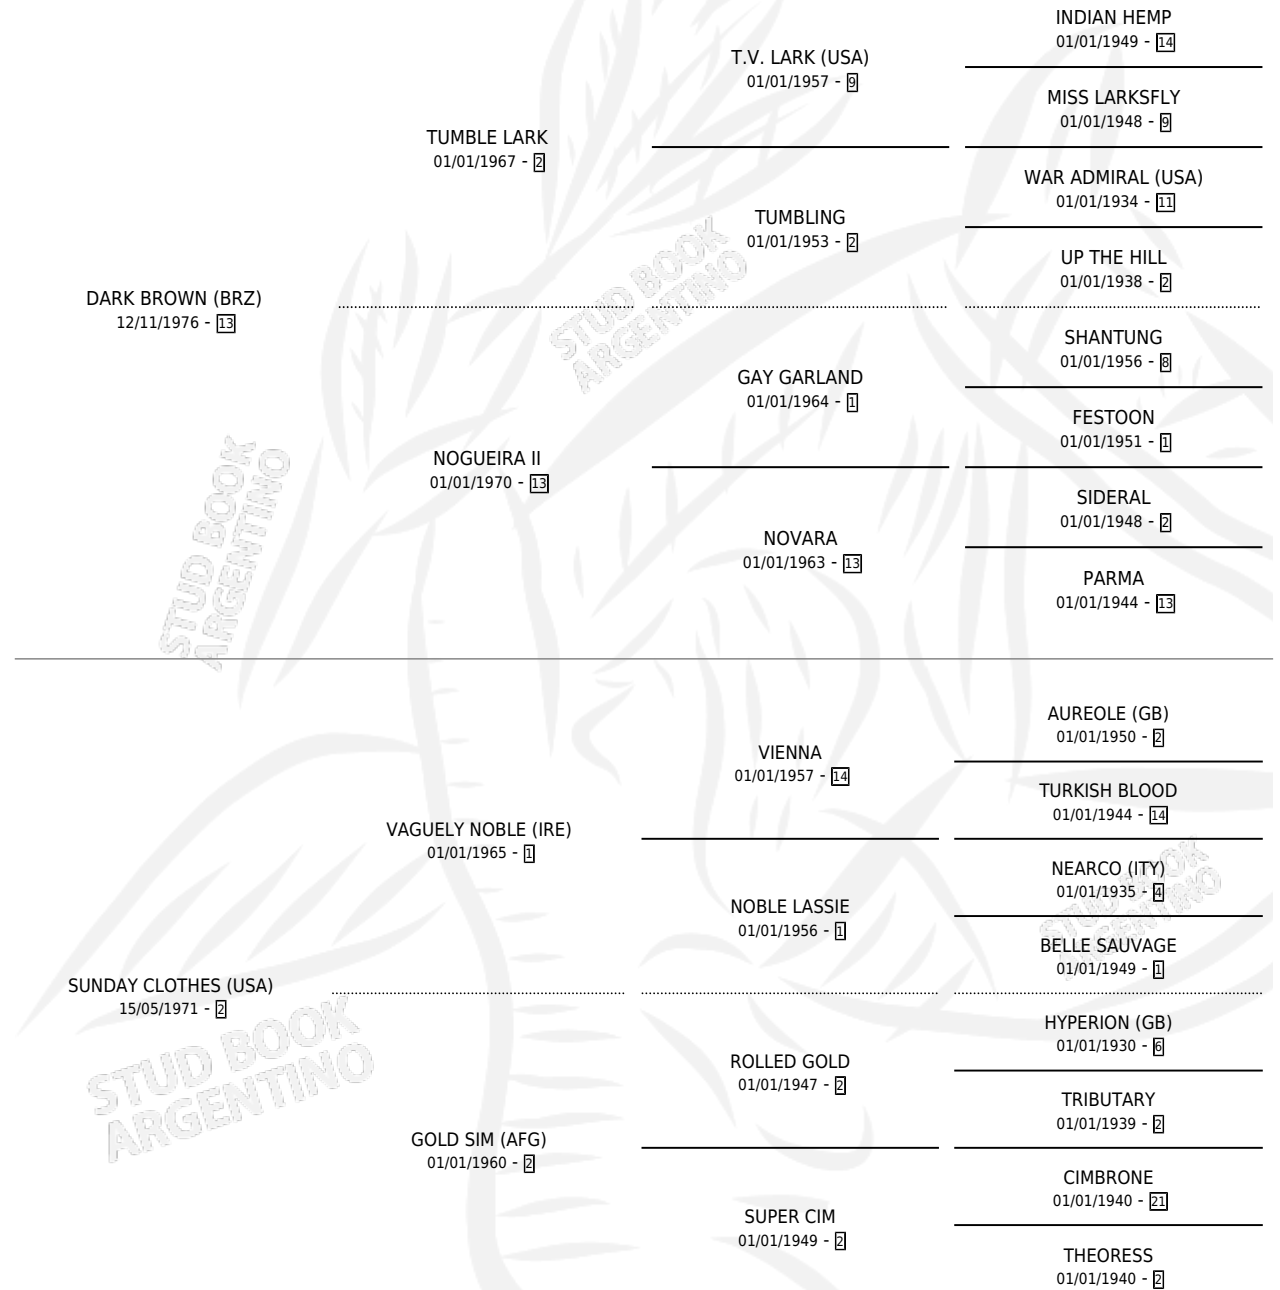 INDIAN HEMP
01/01/1949 - 14
T.V. LARK (USA)
01/01/1957 - 9
MISS LARKSFLY
01/01/1948 - 9
TUMBLE LARK
01/01/1967 - 2
WAR ADMIRAL (USA)
01/01/1934 - 11
TUMBLING
01/01/1953 - 2
UP THE HILL
01/01/1938 - 2
DARK BROWN (BRZ)
12/11/1976 - 13
STUD BOOK
ARGENTINO
SHANTUNG
01/01/1956 - 8
GAY GARLAND
01/01/1964 - 1
FESTOON
01/01/1951 - 1
NOGUEIRA II
01/01/1970 - 13
SIDERAL
01/01/1948 - 2
NOVARA
01/01/1963 - 13
PARMA
01/01/1944 - 13
STUD BOOK
ARGENTINO
AUREOLE (GB)
01/01/1950 - 2
VIENNA
01/01/1957 - 14
TURKISH BLOOD
01/01/1944 - 14
VAGUELY NOBLE (IRE)
01/01/1965 - 1
NEARCO (ITY)
01/01/1935 - 4
NOBLE LASSIE
01/01/1956 - 1
BELLE SAUVAGE
01/01/1949 - 1
STUD BOOK
ARGENTINO
SUNDAY CLOTHES (USA)
15/05/1971 - 2
STUD BOOK
ARGENTINO
HYPERION (GB)
01/01/1930 - 6
ROLLED GOLD
01/01/1947 - 2
TRIBUTARY
01/01/1939 - 2
GOLD SIM (AFG)
01/01/1960 - 2
CIMBRONE
01/01/1940 - 21
SUPER CIM
01/01/1949 - 2
THEORESS
01/01/1940 - 2